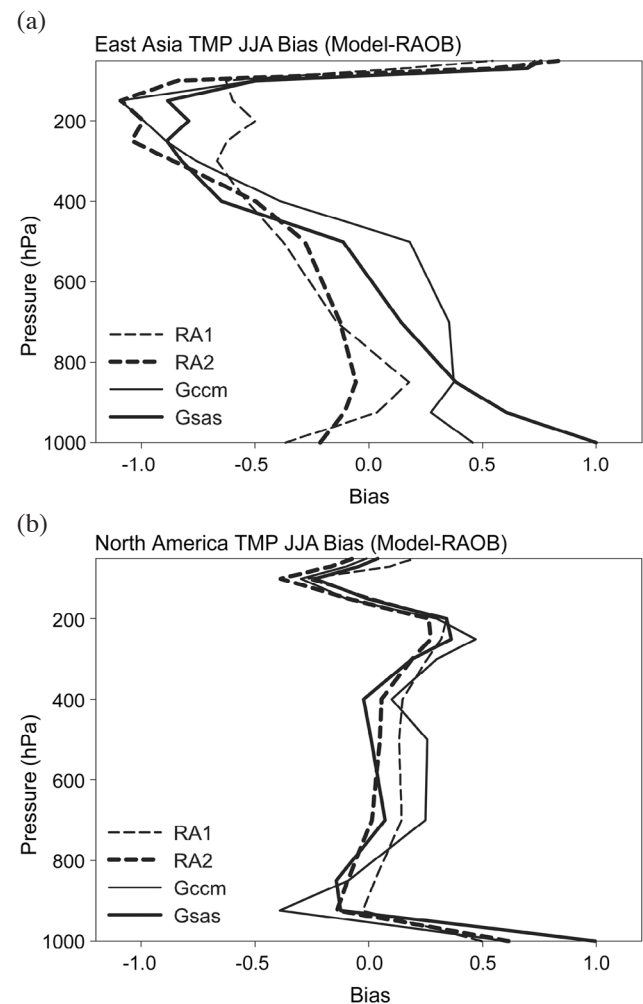 (a)
East Asia TMP JJA Bias (Model-RAOB)
200
400
600
800
1000
Pressure (hPa)
RA1
RA2
Gccm
Gsas
-1.0 -0.5 0.0 0.5 1.0
Bias
(b)
North America TMP JJA Bias (Model-RAOB)
200
400
600
800
1000
Pressure (hPa)
RA1
RA2
Gccm
Gsas
-1.0 -0.5 0.0 0.5 1.0
Bias